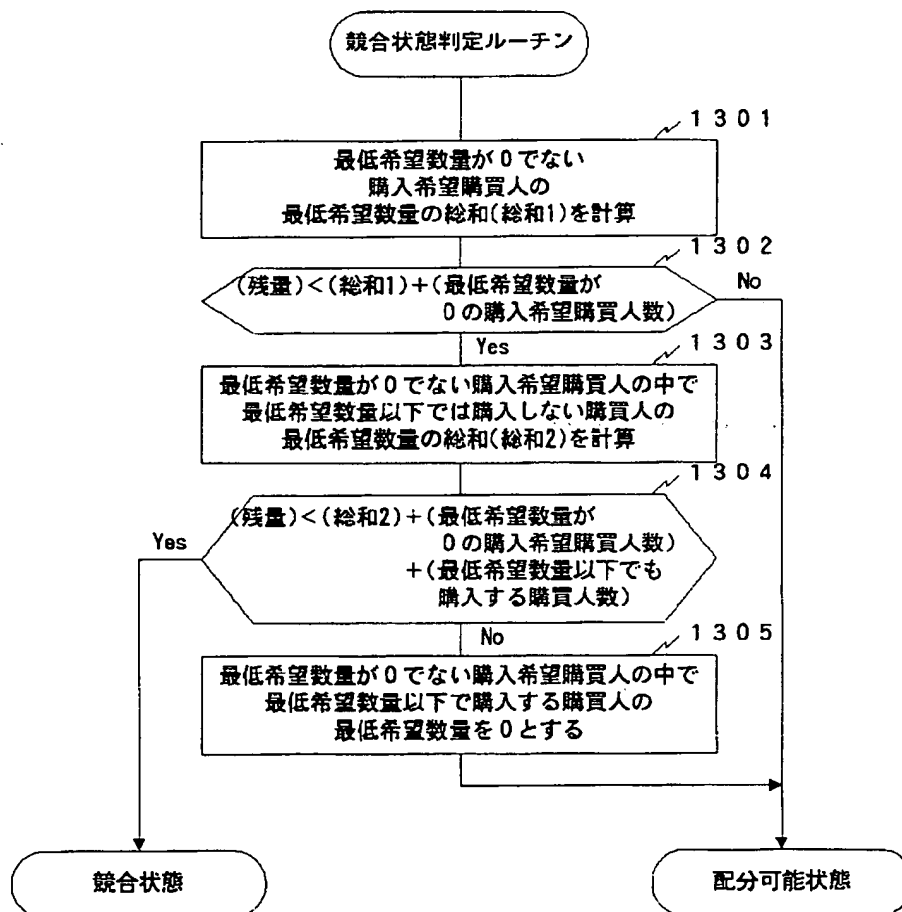 競合状態判定ルーチン
1301
最低希望数量が0でない
購入希望購買人の
最低希望数量の総和(総和1)を計算
1302
(残量)<(総和1)+(最低希望数量が
0の購入希望購買人数)
No
Yes
1303
最低希望数量が0でない購入希望購買人の中で
最低希望数量以下では購入しない購買人の
最低希望数量の総和(総和2)を計算
1304
(残量)<(総和2)+(最低希望数量が
0の購入希望購買人数)
+(最低希望数量以下でも
購入する購買人数)
Yes
No
1305
最低希望数量が0でない購入希望購買人の中で
最低希望数量以下で購入する購買人の
最低希望数量を0とする
競合状態
配分可能状態